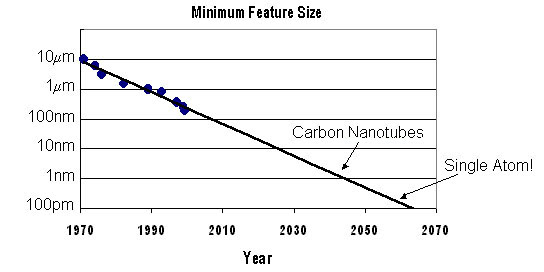 Minimum Feature Size
10μm
1μm
100nm
10nm
1nm
100pm
Carbon Nanotubes
Single Atom!
1970 1990 2010 2030 2050 2070
Year